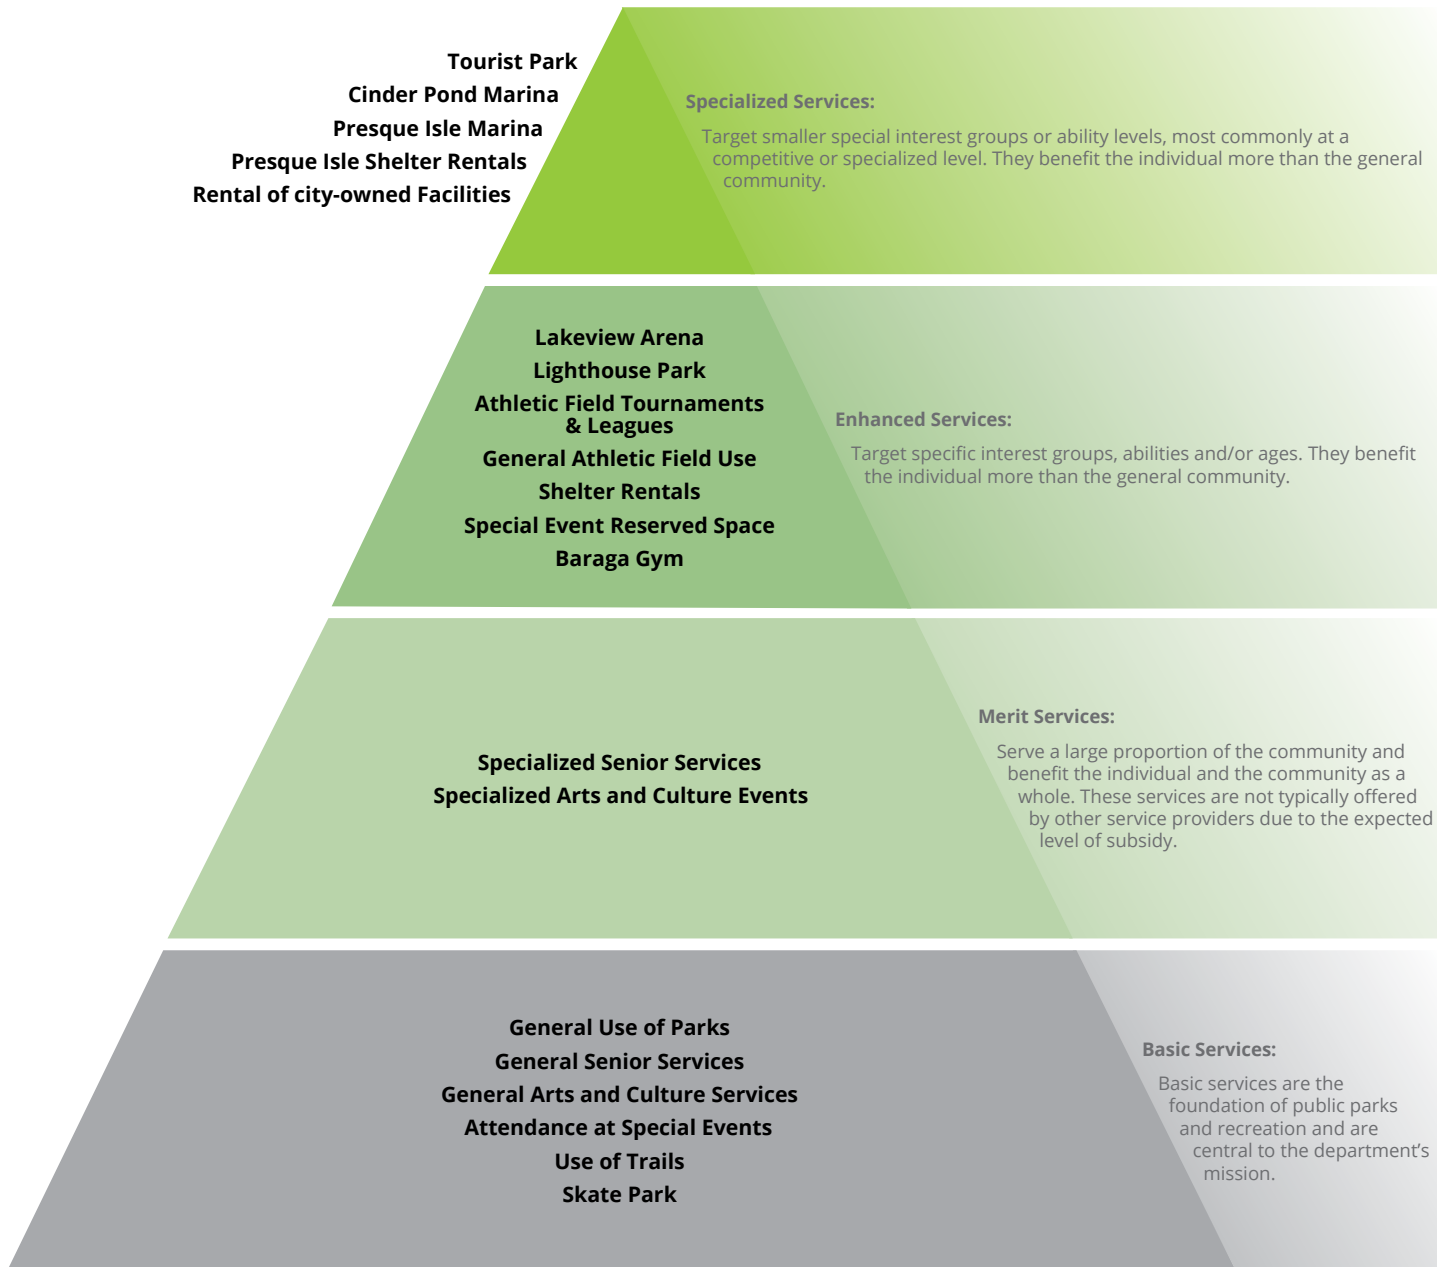 Tourist Park
Cinder Pond Marina
Presque Isle Marina
Presque Isle Shelter Rentals
Rental of city-owned Facilities
Specialized Services:
Target smaller special interest groups or ability levels, most commonly at a
competitive or specialized level. They benefit the individual more than the general
community.
Lakeview Arena
Lighthouse Park
Athletic Field Tournaments
& Leagues
General Athletic Field Use
Shelter Rentals
Special Event Reserved Space
Baraga Gym
Enhanced Services:
Target specific interest groups, abilities and/or ages. They benefit
the individual more than the general community.
Specialized Senior Services
Specialized Arts and Culture Events
Merit Services:
Serve a large proportion of the community and
benefit the individual and the community as a
whole. These services are not typically offered
by other service providers due to the expected
level of subsidy.
General Use of Parks
General Senior Services
General Arts and Culture Services
Attendance at Special Events
Use of Trails
Skate Park
Basic Services:
Basic services are the
foundation of public parks
and recreation and are
central to the department’s
mission.